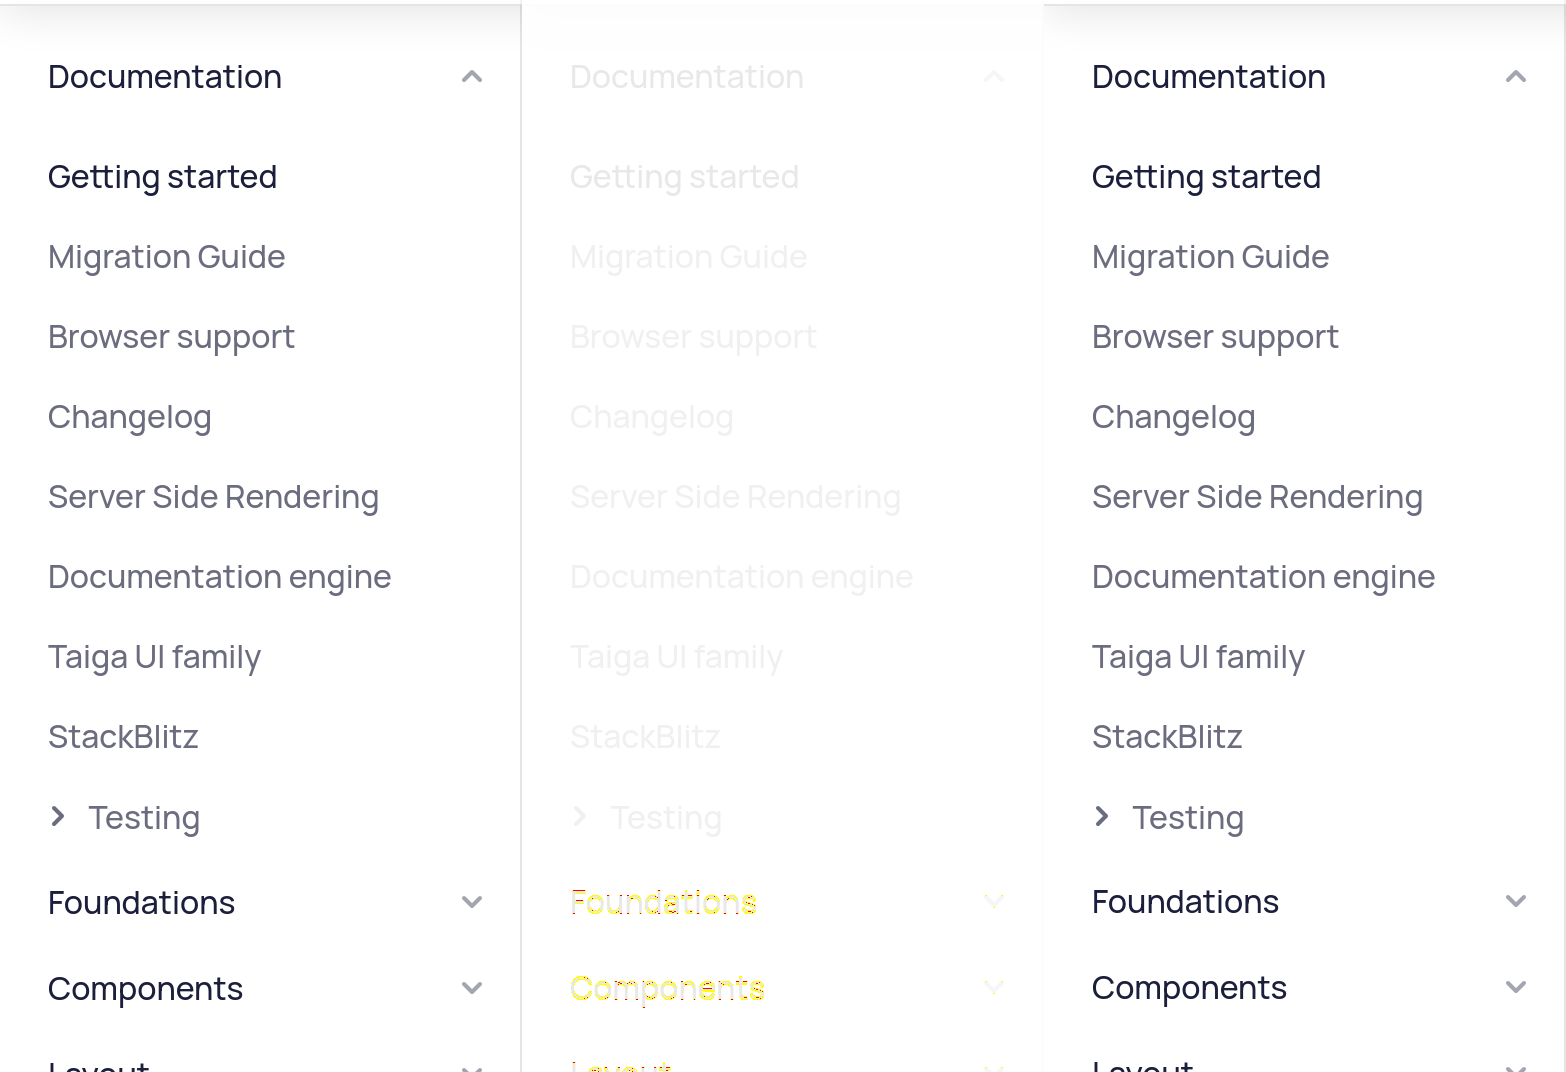 Documentation
Getting started
Migration Guide
Browser support
Changelog
Server Side Rendering
Documentation engine
Taiga UI family
StackBlitz
Testing
Foundations
Components
Layout
Documentation
Getting started
Migration Guide
Browser support
Changelog
Server Side Rendering
Documentation engine
Taiga UI family
StackBlitz
Testing
Foundations
Components
Layout
Documentation
Getting started
Migration Guide
Browser support
Changelog
Server Side Rendering
Documentation engine
Taiga UI family
StackBlitz
Testing
Foundations
Components
Layout